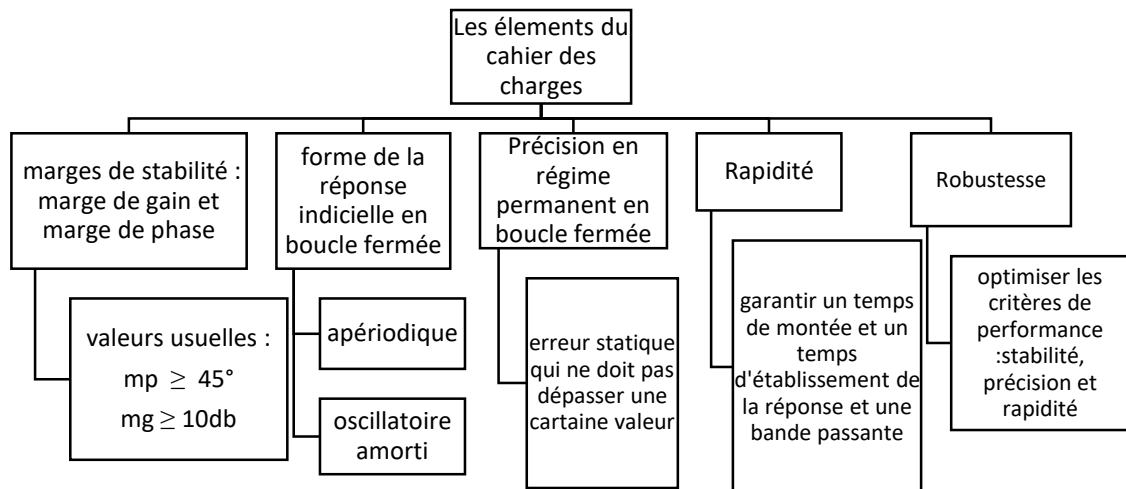 Les élements du
cahier des
charges
marges de stabilité :
marge de gain et
marge de phase
valeurs usuelles :
mp ≥ 45°
mg ≥ 10db
forme de la
réponse
indicielle en
boucle fermée
apériodique
oscillatoire
amorti
Précision en
régime
permanent en
boucle fermée
erreur statique
qui ne doit pas
dépasser une
cartaine valeur
Rapidité
garantir un temps
de montée et un
temps
d'établissement de
la réponse et une
bande passante
Robustesse
optimiser les
critères de
performance
:stabilité,
précision et
rapidité